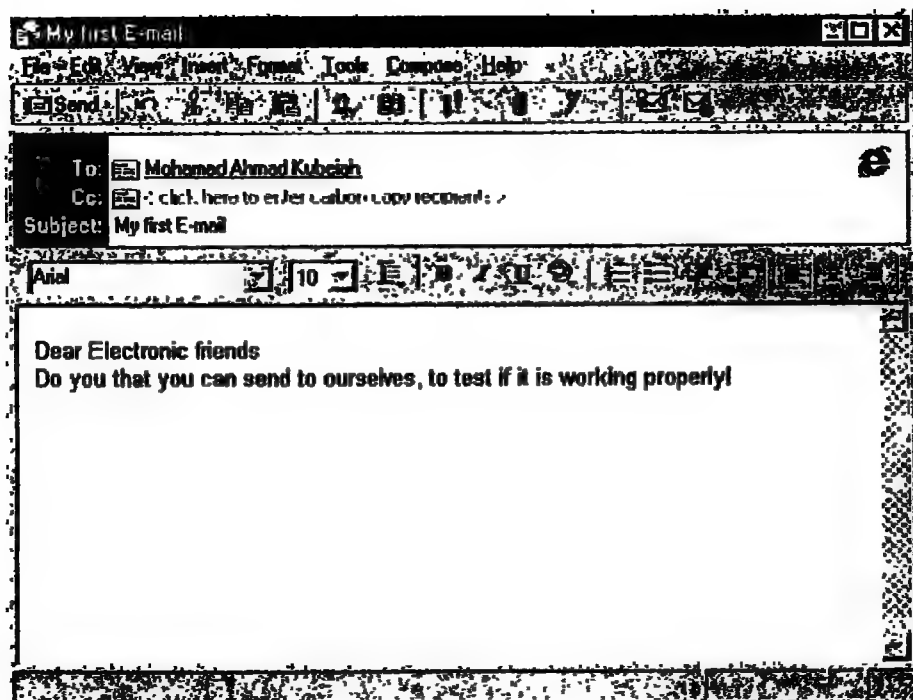 My first E-mail
File Edit View Insert Format Tools Compose Help
Send
To: Mohamed Ahmad
Cc: click here to enter carbon copy recipients >
Subject: My first E-mail
Arial 10
Dear Electronic friends
Do you that you can send to ourselves, to test if it is working properly!